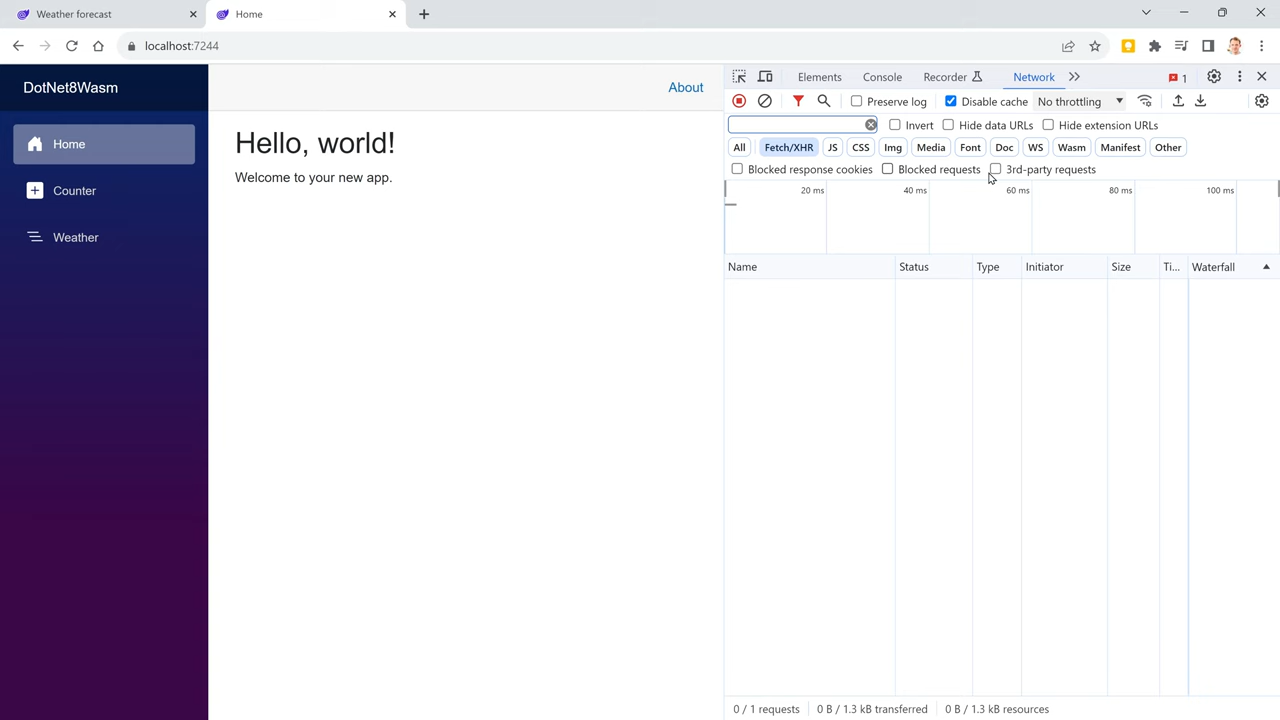 Weather forecast
Home
localhost:7244
DotNet8Wasm
Home
Counter
Weather
About
Hello, world!
Welcome to your new app.
Elements Console Recorder Network 1
Preserve log Disable cache No throttling
Invert Hide data URLs Hide extension URLs
All Fetch/XHR JS CSS Img Media Font Doc WS Wasm Manifest Other
Blocked response cookies Blocked requests 3rd-party requests
20 ms 40 ms 60 ms 80 ms 100 ms
Name Status Type Initiator Size Ti... Waterfall
0 / 1 requests 0 B / 1.3 kB transferred 0 B / 1.3 kB resources